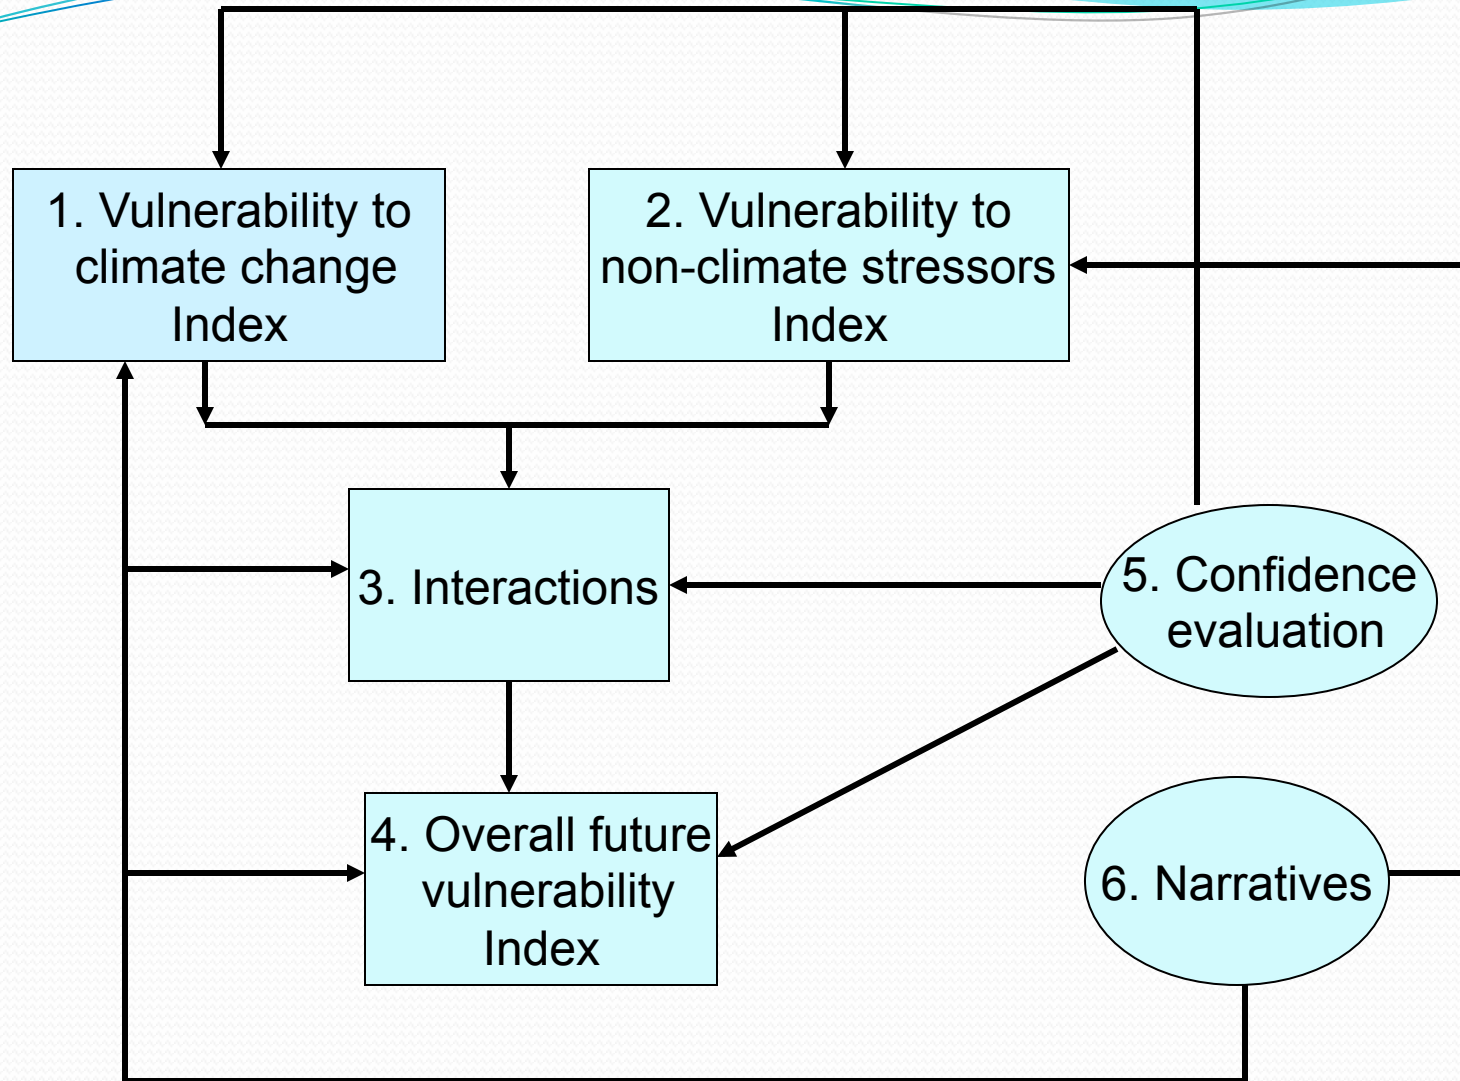 1. Vulnerability to
climate change
Index
2. Vulnerability to
non-climate stressors
Index
3. Interactions
5. Confidence
evaluation
4. Overall future
vulnerability
Index
6. Narratives